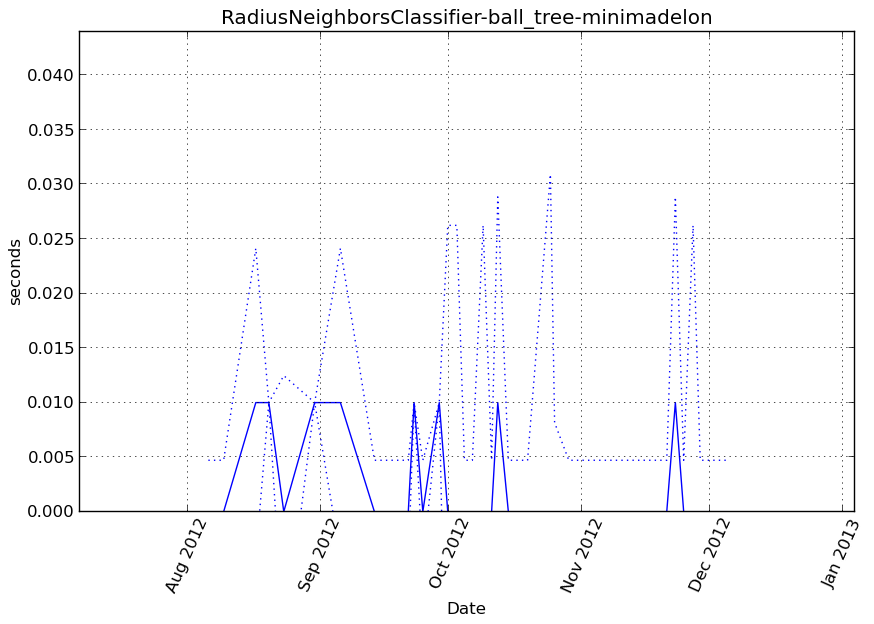 RadiusNeighborsClassifier-ball_tree-minimadelon
0.040
0.035
0.030
0.025
0.020
0.015
0.010
0.005
0.000
seconds
Aug 2012
Sep 2012
Oct 2012
Nov 2012
Dec 2012
Jan 2013
Date